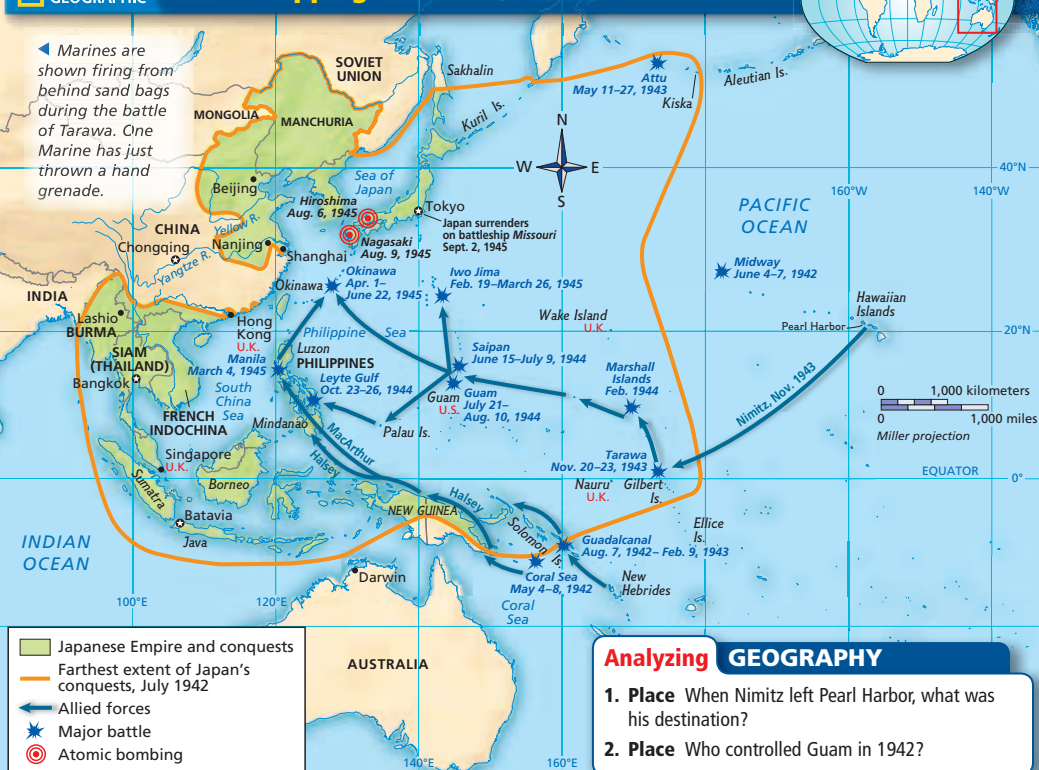 GEOGRAPHIC
◀ Marines are
shown firing from
behind sand bags
during the battle
of Tarawa. One
Marine has just
thrown a hand
grenade.
SOVIET
UNION
Sakhalin
Attu
May 11–27, 1943
Kiska
Aleutian Is.
MONGOLIA
MANCHURIA
Kuril Is.
N
W
E
S
40°N
160°W
140°W
Beijing
Sea of
Japan
Hiroshima
Aug. 6, 1945
Tokyo
Japan surrenders
on battleship Missouri
Sept. 2, 1945
PACIFIC
OCEAN
CHINA
Chongqing
Yellow R.
Nanjing
Nagasaki
Aug. 9, 1945
Yangtze R.
Shanghai
Midway
June 4–7, 1942
Okinawa
Okinawa
Apr. 1–
June 22, 1945
Iwo Jima
Feb. 19–March 26, 1945
INDIA
Lashio
BURMA
Hong
Kong
U.K.
Philippine Sea
Wake Island
U.K.
Hawaiian
Islands
Pearl Harbor
20°N
SIAM
(THAILAND)
Bangkok
Manila
March 4, 1945
Luzon
PHILIPPINES
Saipan
June 15–July 9, 1944
Marshall
Islands
Feb. 1944
South
China
Sea
Leyte Gulf
Oct. 23–26, 1944
Guam
U.S.
Guam
July 21–
Aug. 10, 1944
Nimitz, Nov. 1943
0 1,000 kilometers
0 1,000 miles
Miller projection
FRENCH
INDOCHINA
Mindanao
Palau Is.
MacArthur
Halsey
Singapore
U.K.
Tarawa
Nov. 20–23, 1943
Nauru
U.K.
Gilbert
Is.
EQUATOR
0°
Sumatra
Borneo
Halsey
NEW GUINEA
Solomon Is.
Ellice
Is.
Batavia
Java
INDIAN
OCEAN
Guadalcanal
Aug. 7, 1942– Feb. 9, 1943
Darwin
Coral Sea
May 4–8, 1942
New
Hebrides
100°E
120°E
Coral
Sea
AUSTRALIA
140°E
160°E
Japanese Empire and conquests
Farthest extent of Japan's
conquests, July 1942
Allied forces
Major battle
Atomic bombing
Analyzing GEOGRAPHY
1. Place When Nimitz left Pearl Harbor, what was
his destination?
2. Place Who controlled Guam in 1942?